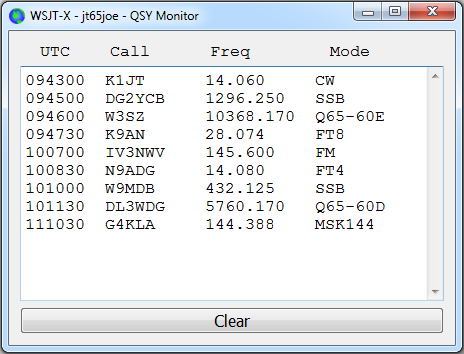 WSJT-X - jt65joe - QSY Monitor
UTC Call Freq Mode
094300 K1JT 14.060 CW
094500 DG2YCB 1296.250 SSB
094600 W3SZ 10368.170 Q65-60E
094730 K9AN 28.074 FT8
100700 IV3NWV 145.600 FM
100830 N9ADG 14.080 FT4
101000 W9MDB 432.125 SSB
101130 DL3WDG 5760.170 Q65-60D
111030 G4KLA 144.388 MSK144
Clear